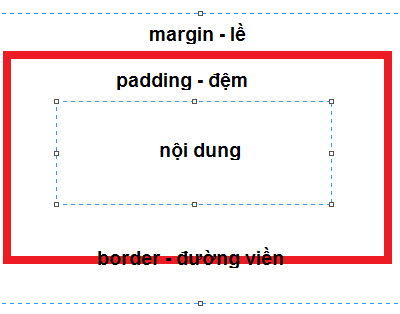 margin - lề
padding - đệm
nội dung
border - đường viền